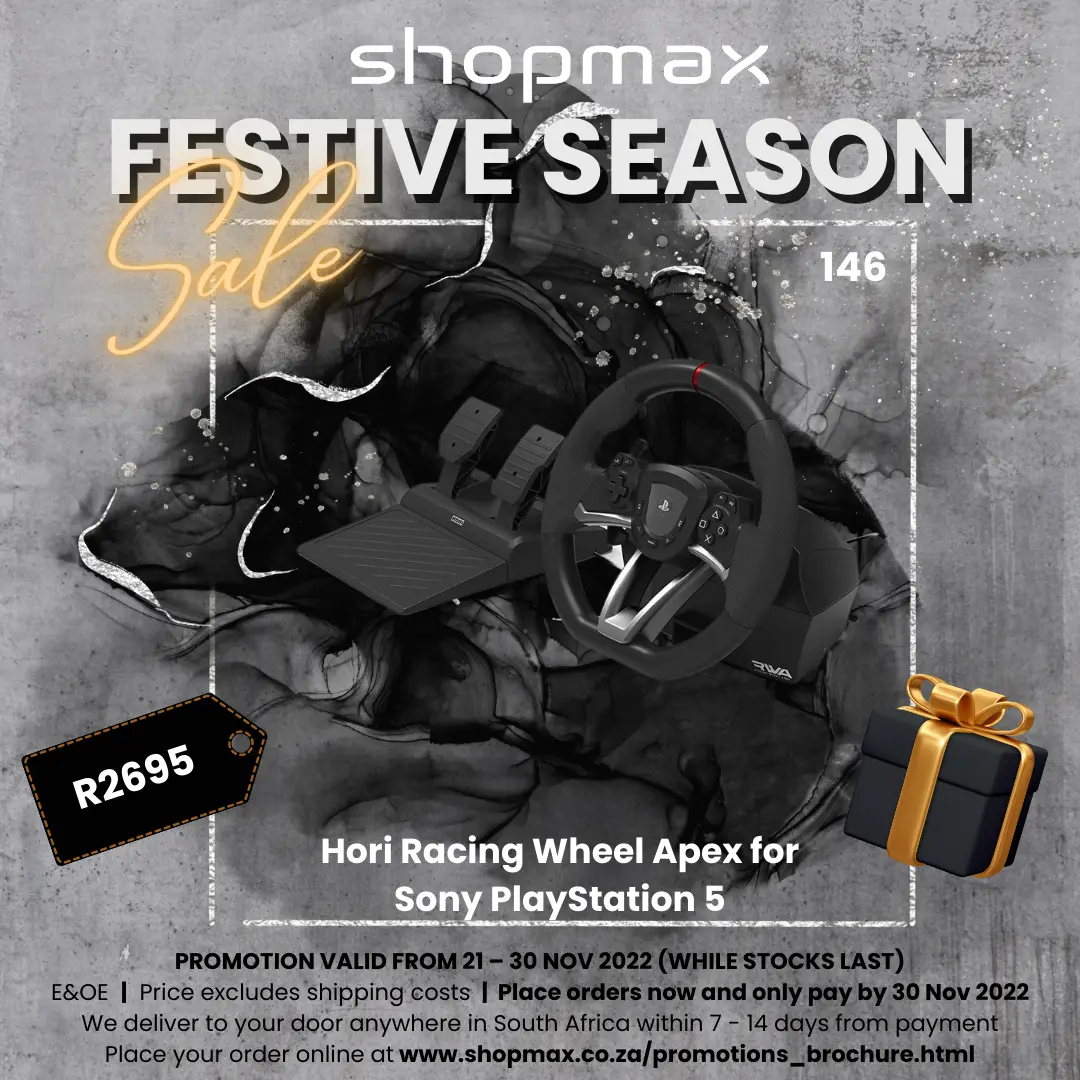 shopmax
FESTIVE SEASON
Sale
146
HORI
RWA
R2695
Hori Racing Wheel Apex for
Sony PlayStation 5
PROMOTION VALID FROM 21 – 30 NOV 2022 (WHILE STOCKS LAST)
E&OE | Price excludes shipping costs | Place orders now and only pay by 30 Nov 2022
We deliver to your door anywhere in South Africa within 7 - 14 days from payment
Place your order online at www.shopmax.co.za/promotions_brochure.html